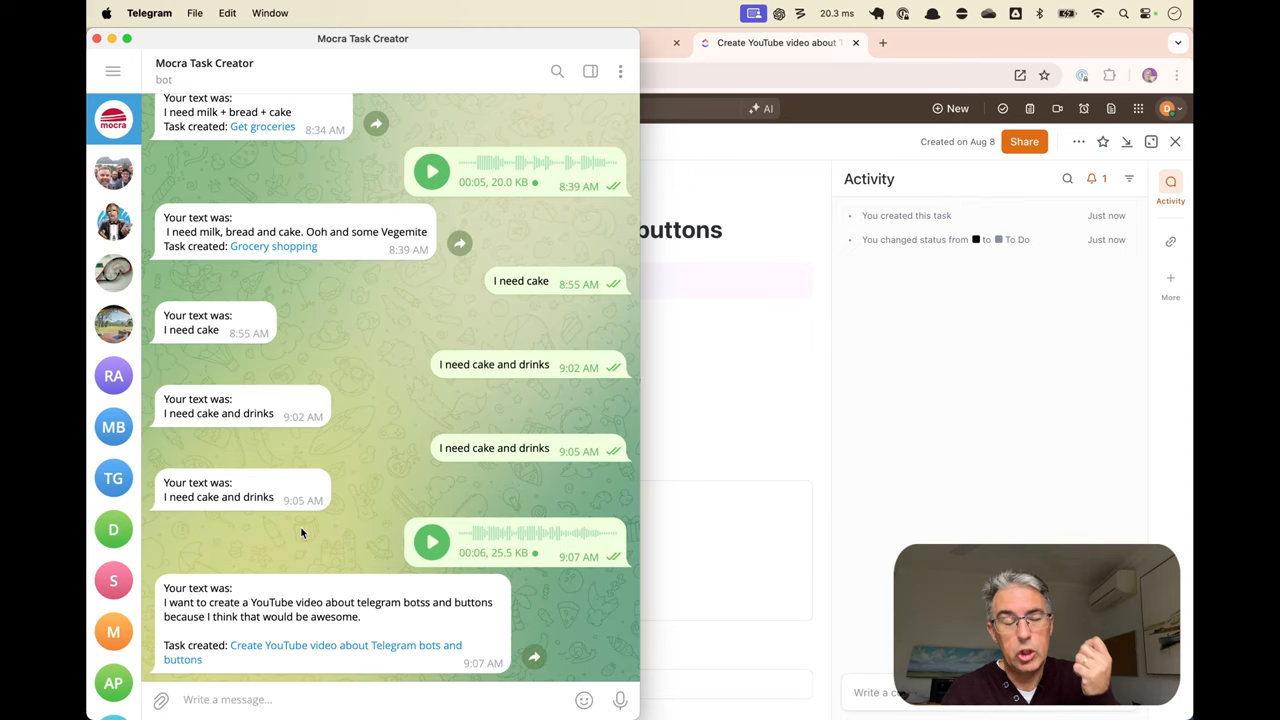 Telegram File Edit Window
20.3 ms
Mocra Task Creator
Create YouTube video about T
Mocra Task Creator
bot
AI
New
D
mocra
RA
MB
TG
D
S
M
AP
Your text was:
I need milk + bread + cake
Task created: Get groceries
8:34 AM
00:05, 20.0 KB
8:39 AM
Your text was:
I need milk, bread and cake. Ooh and some Vegemite
Task created: Grocery shopping
8:39 AM
I need cake 8:55 AM
Your text was:
I need cake 8:55 AM
I need cake and drinks 9:02 AM
Your text was:
I need cake and drinks 9:02 AM
I need cake and drinks 9:05 AM
Your text was:
I need cake and drinks 9:05 AM
00:06, 25.5 KB
9:07 AM
Your text was:
I want to create a YouTube video about telegram botss and buttons
because I think that would be awesome.
Task created: Create YouTube video about Telegram bots and
buttons
9:07 AM
Write a message...
Created on Aug 8
Share
buttons
Activity
1
You created this task Just now
You changed status from to To Do Just now
Activity
More
Write a c